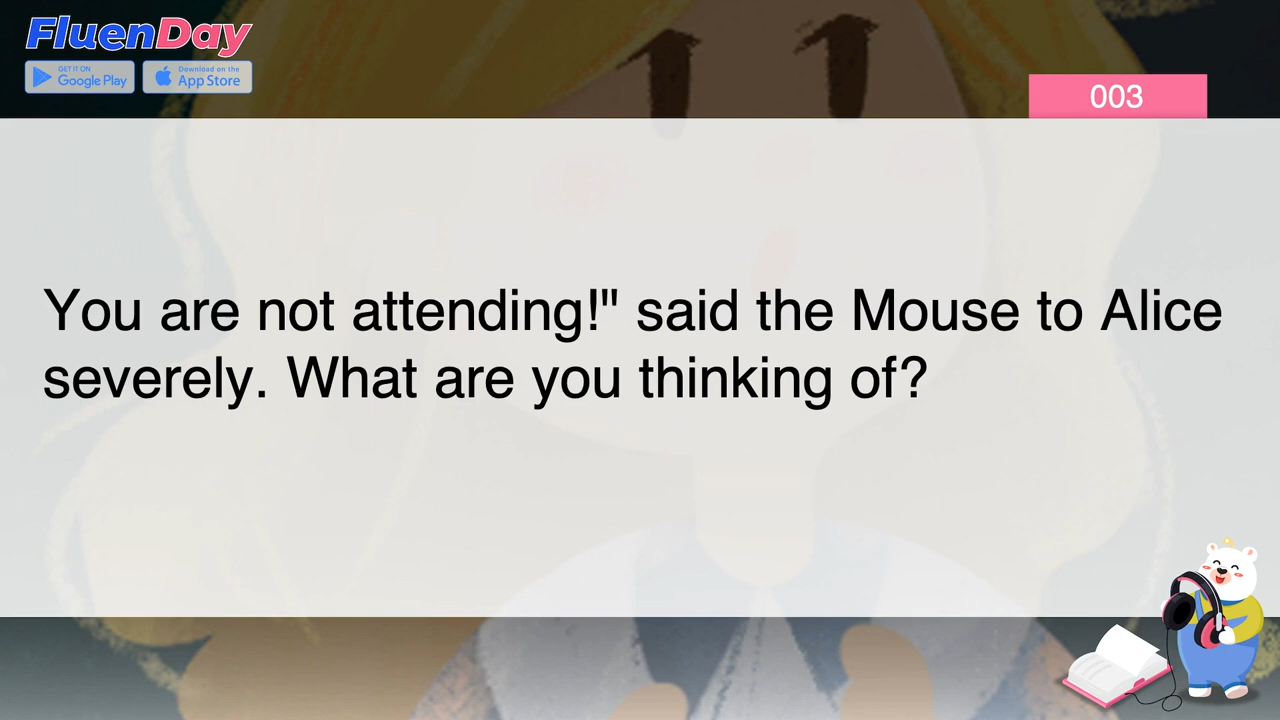 FluenDay
GET IT ON
Google Play
Download on the
App Store
003
You are not attending!" said the Mouse to Alice
severely. What are you thinking of?